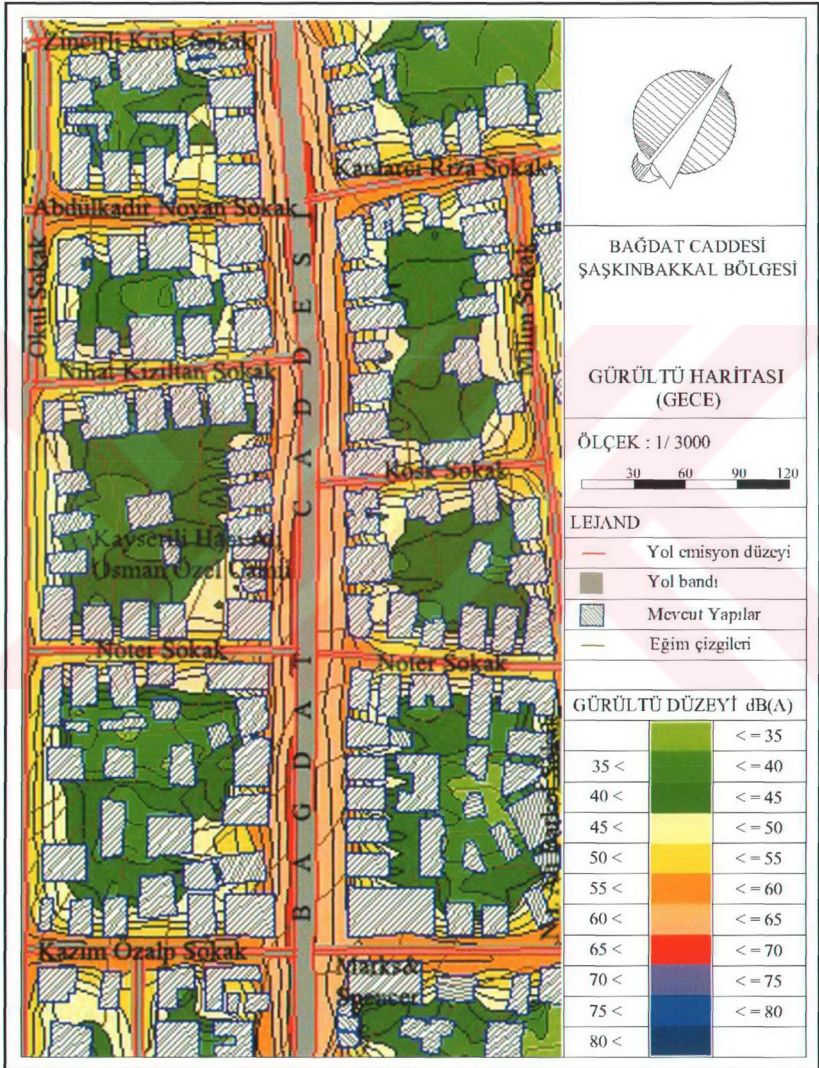 Zincirli Köşk Sokak
Kantarcı Rıza Sokak
Abdülkadir Noyan Sokak
Okul Sokak
Nihal Kızıltan Sokak
Köşk Sokak
Kayserili Hacı Ali
Osman Özel Camii
Noter Sokak
Noter Sokak
BAĞDAT CADDESİ
Kazım Özalp Sokak
Marks&
Spencer
BAĞDAT CADDESİ
ŞAŞKINBAKKAL BÖLGESİ
GÜRÜLTÜ HARİTASI
(GECE)
ÖLÇEK : 1/ 3000
30 60 90 120
LEJAND
Yol emisyon düzeyi
Yol bandı
Mevcut Yapılar
Eğim çizgileri
GÜRÜLTÜ DÜZEYİ dB(A)
< = 35
35 < < = 40
40 < < = 45
45 < < = 50
50 < < = 55
55 < < = 60
60 < < = 65
65 < < = 70
70 < < = 75
75 < < = 80
80 <